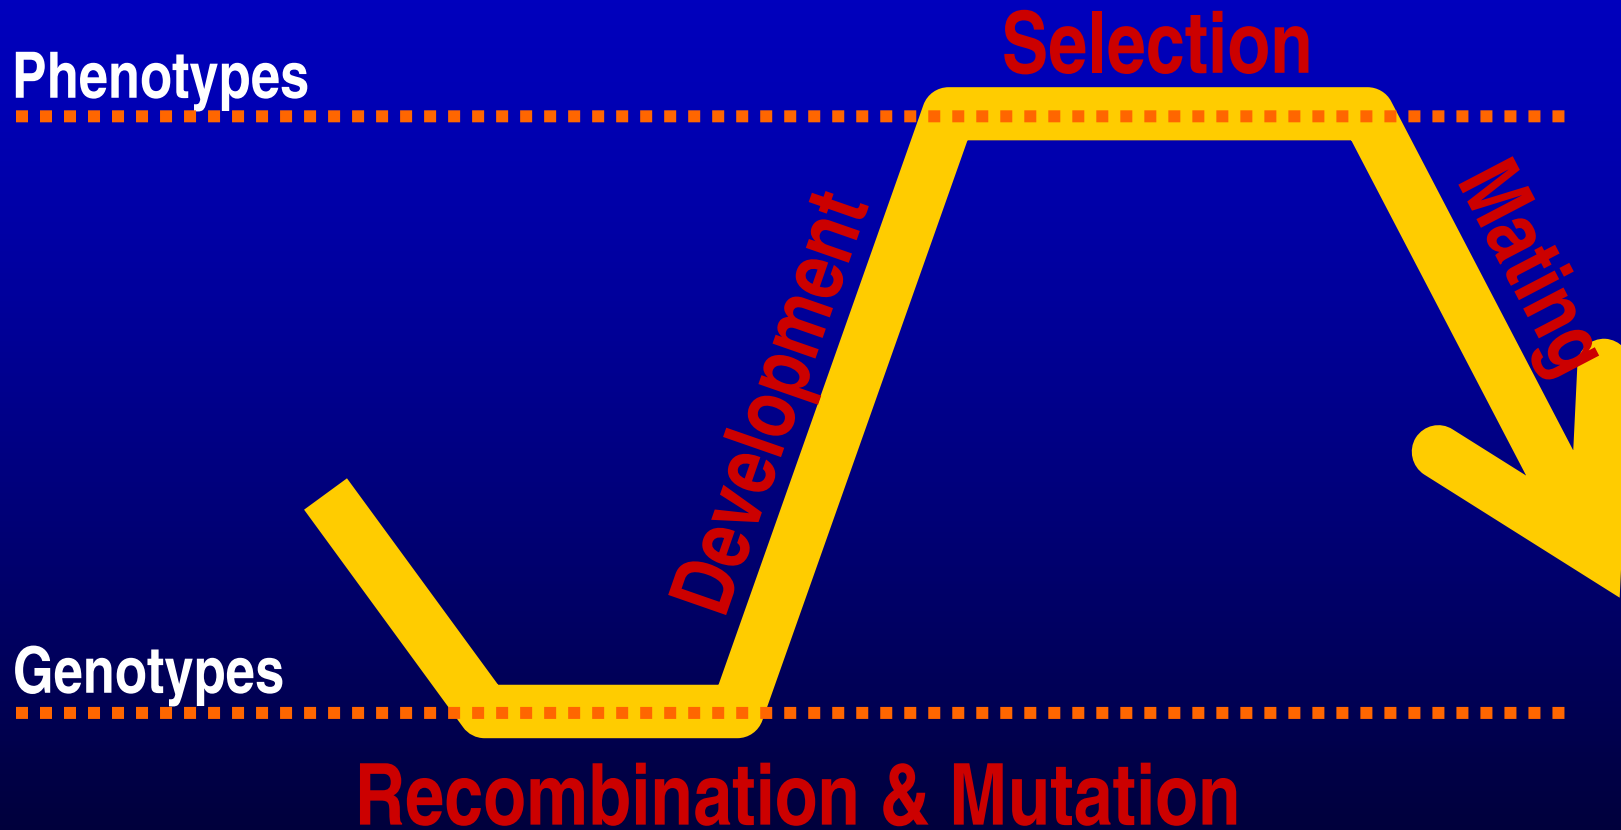 Selection
Phenotypes
Mating
Development
Genotypes
Recombination & Mutation